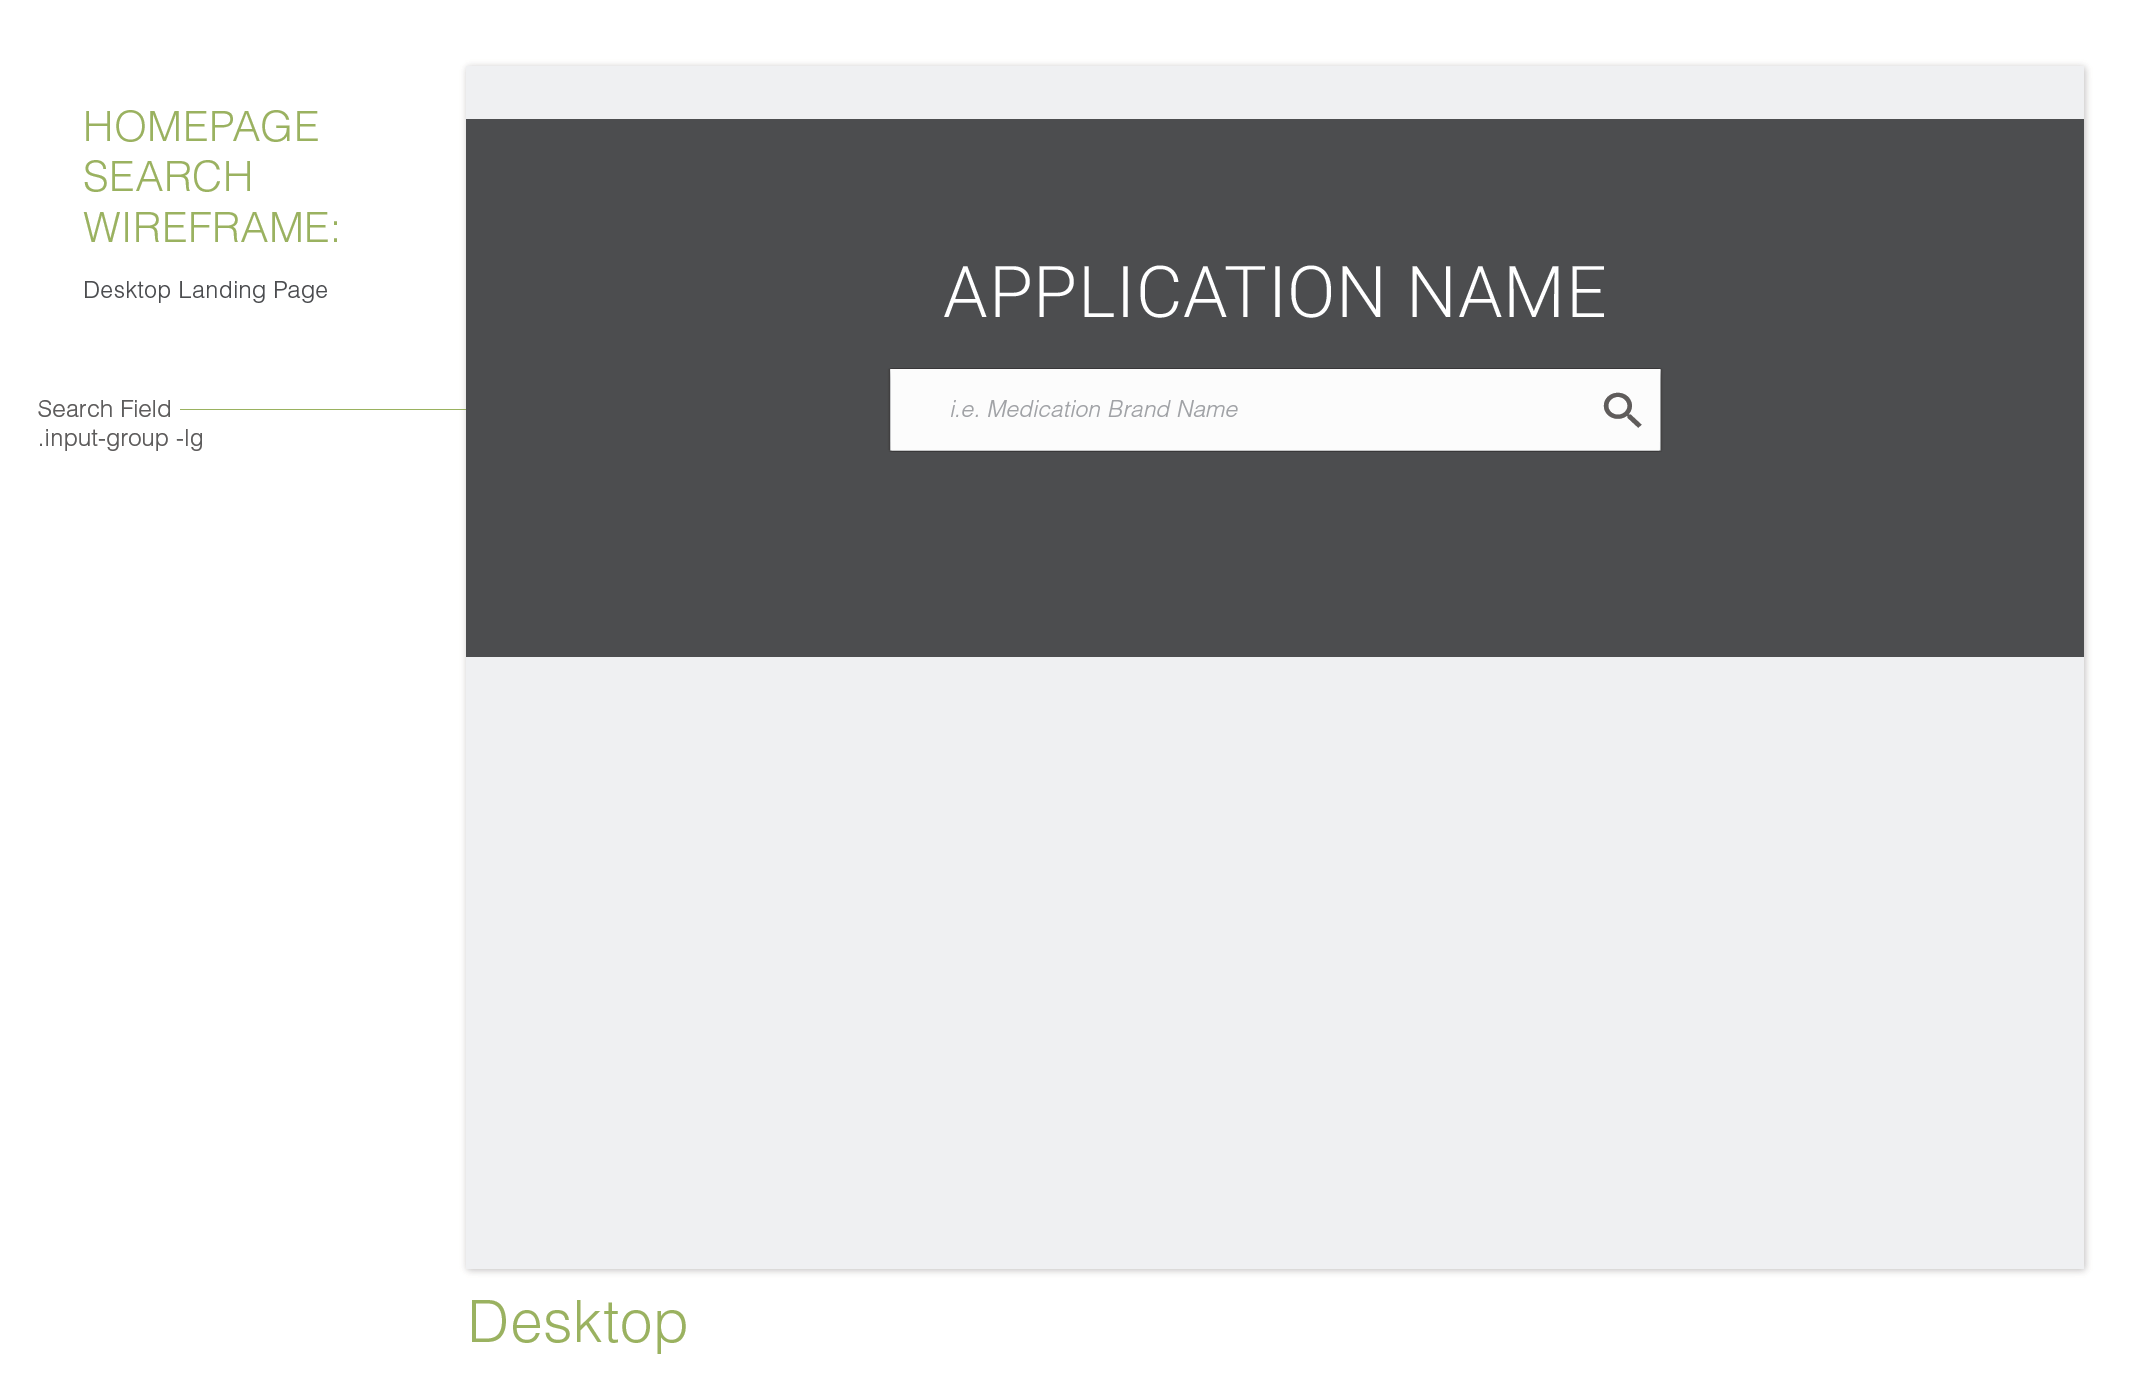 HOMEPAGE
SEARCH
WIREFRAME:
Desktop Landing Page
Search Field
.input-group -lg
APPLICATION NAME
i.e. Medication Brand Name
Desktop